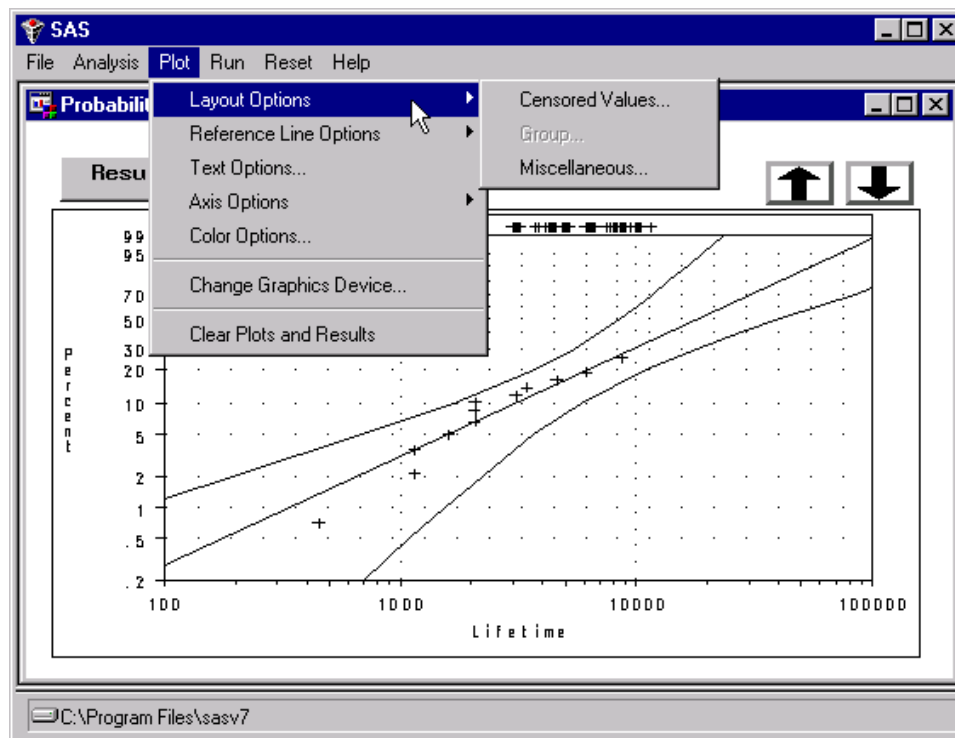 SAS
File Analysis Plot Run Reset Help
Probabilit
Layout Options
Reference Line Options
Text Options...
Axis Options
Color Options...
Change Graphics Device...
Clear Plots and Results
Censored Values...
Group...
Miscellaneous...
Resu
99
95
70
50
30
20
10
5
2
1
.5
.2
Percent
100 1000 10000 100000
Lifetime
C:\Program Files\sasv7